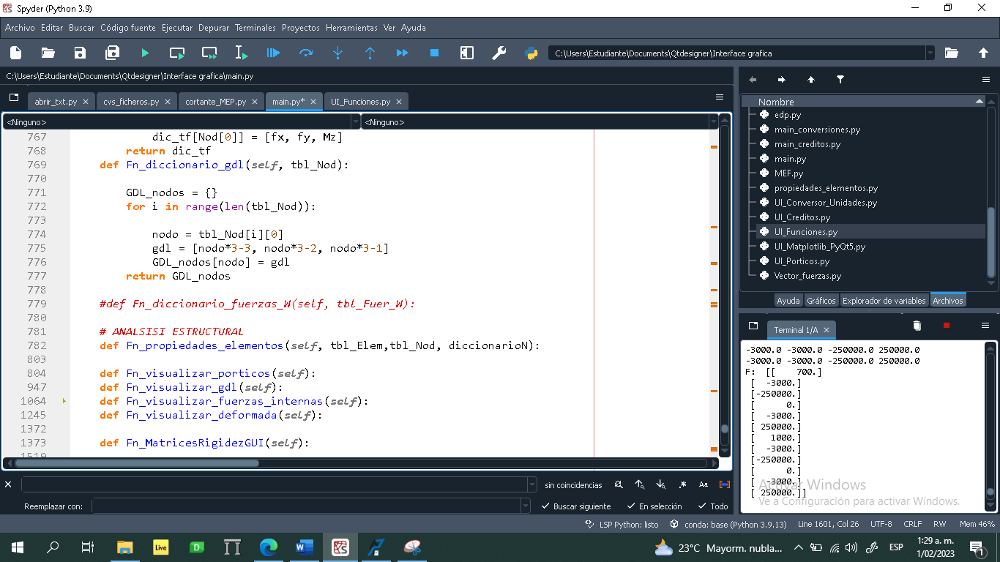 Spyder (Python 3.9)
Archivo Editar Buscar Código fuente Ejecutar Depurar Terminales Proyectos Herramientas Ver Ayuda
C:\Users\Estudiante\Documents\Qtdesigner\Interface grafica
C:\Users\Estudiante\Documents\Qtdesigner\Interface grafica\main.py
abrir_txt.py cvs_ficheros.py cortante_MEP.py main.py* UI_Funciones.py
<Ninguno> <Ninguno>
767 dic_tf[Nod[0]] = [fx, fy, Mz]
768 return dic_tf
769 def Fn_diccionario_gdl(self, tbl_Nod):
770
771 GDL_nodos = {}
772 for i in range(len(tbl_Nod)):
773
774 nodo = tbl_Nod[i][0]
775 gdl = [nodo*3-3, nodo*3-2, nodo*3-1]
776 GDL_nodos[nodo] = gdl
777 return GDL_nodos
778
779 #def Fn_diccionario_fuerzas_W(self, tbl_Fuer_W):
780
781 # ANALSISI ESTRUCTURAL
782 def Fn_propiedades_elementos(self, tbl_Elem,tbl_Nod, diccionarioN):
803
804 def Fn_visualizar_porticos(self):
947 def Fn_visualizar_gdl(self):
1064 def Fn_visualizar_fuerzas_internas(self):
1245 def Fn_visualizar_deformada(self):
1372
1373 def Fn_MatricesRigidezGUI(self):
1519
sin coincidencias Aa
Reemplazar con: Buscar siguiente En selección Todo
Nombre
edp.py
main_conversiones.py
main_creditos.py
main.py
MEF.py
propiedades_elementos.py
UI_Conversor_Unidades.py
UI_Creditos.py
UI_Funciones.py
UI_Matplotlib_PyQt5.py
UI_Porticos.py
Vector_fuerzas.py
Ayuda Gráficos Explorador de variables Archivos
Terminal 1/A
-3000.0 -3000.0 -250000.0 250000.0
-3000.0 -3000.0 -250000.0 250000.0
F: [[ 700.]
[ -3000.]
[-250000.]
[ 0.]
[ -3000.]
[ 250000.]
[ 1000.]
[ -3000.]
[-250000.]
[ 0.]
[ -3000.]
[ 250000.]]
Activar Windows
Ve a Configuración para activar Windows.
LSP Python: listo conda: base (Python 3.9.13) Line 1601, Col 26 UTF-8 CRLF RW Mem 46%
Live D W 23°C Mayorm. nubla... ESP 1:29 a. m.
1/02/2023 1